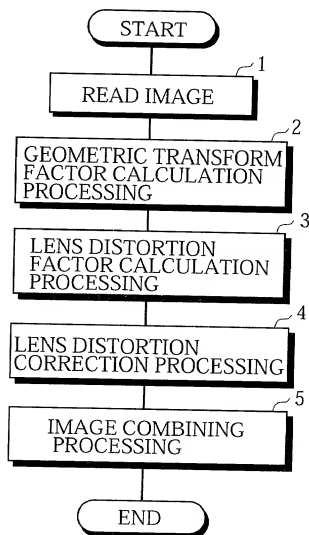 START
1
READ IMAGE
2
GEOMETRIC TRANSFORM
FACTOR CALCULATION
PROCESSING
3
LENS DISTORTION
FACTOR CALCULATION
PROCESSING
4
LENS DISTORTION
CORRECTION PROCESSING
5
IMAGE COMBINING
PROCESSING
END